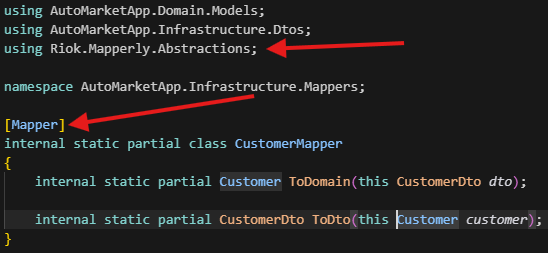 using AutoMarketApp.Domain.Models;
using AutoMarketApp.Infrastructure.Dtos;
using Riok.Mapperly.Abstractions;
namespace AutoMarketApp.Infrastructure.Mappers;
[Mapper]
internal static partial class CustomerMapper
{
internal static partial Customer ToDomain(this CustomerDto dto);
internal static partial CustomerDto ToDto(this Customer customer);
}